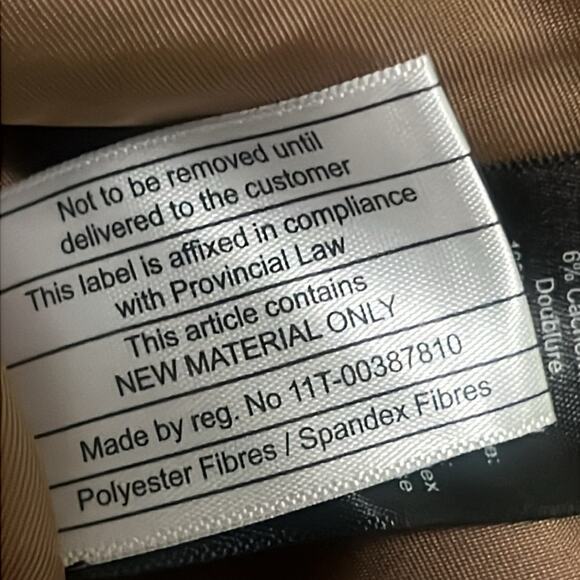 Not to be removed until
delivered to the customer
This label is affixed in compliance
with Provincial Law
This article contains
NEW MATERIAL ONLY
Made by reg. No 11T-00387810
Polyester Fibres / Spandex Fibres
6%
Doublure